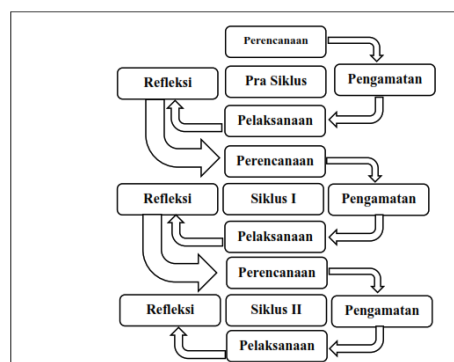 Perencanaan
Refleksi
Pra Siklus
Pengamatan
Pelaksanaan
Perencanaan
Refleksi
Siklus I
Pengamatan
Pelaksanaan
Perencanaan
Refleksi
Siklus II
Pengamatan
Pelaksanaan